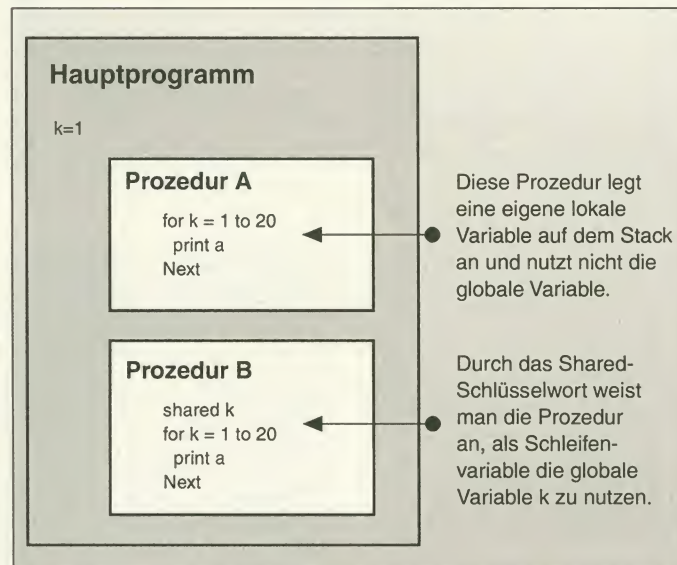 Hauptprogramm
k=1
Prozedur A
for k = 1 to 20
print a
Next
Diese Prozedur legt
eine eigene lokale
Variable auf dem Stack
an und nutzt nicht die
globale Variable.
Prozedur B
shared k
for k = 1 to 20
print a
Next
Durch das Shared-
Schlüsselwort weist
man die Prozedur
an, als Schleifen-
variable die globale
Variable k zu nutzen.